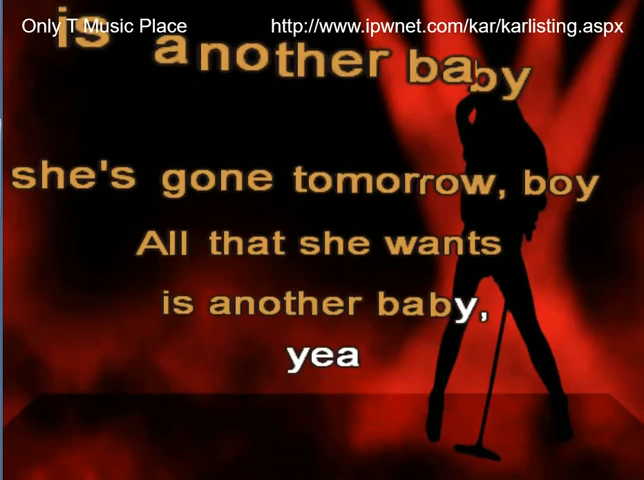 Only T Music Place http://www.ipwnet.com/kar/karlisting.aspx
is another baby
she's gone tomorrow, boy
All that she wants
is another baby,
yea